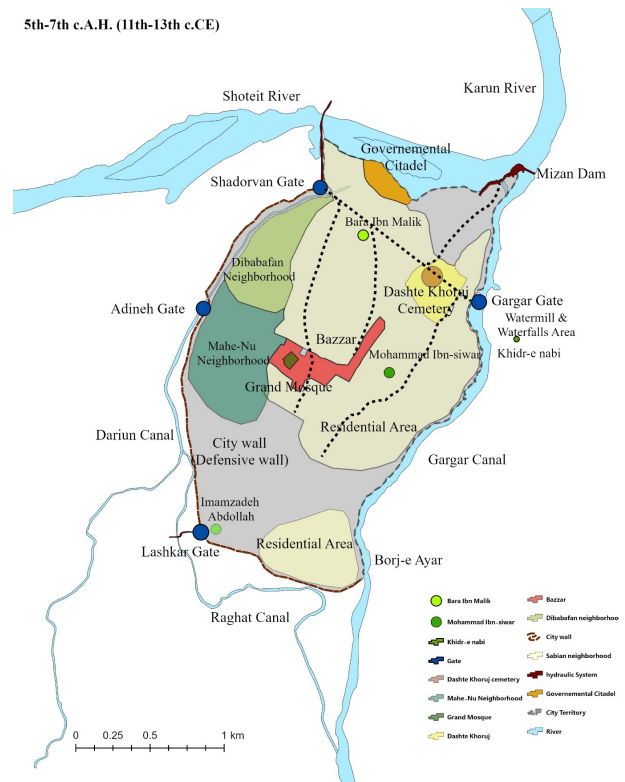 5th-7th c.A.H. (11th-13th c.CE)
Karun River
Shoteit River
Governemental
Citadel
Mizan Dam
Shadorvan Gate
Bara Ibn Malik
Dibabafan
Neighborhood
Dashte Khoruj
Cemetery
Gargar Gate
Adineh Gate
Watermill &
Waterfalls Area
Bazzar
Mahe-Nu
Neighborhood
Mohammad Ibn-siwar
Khidr-e nabi
Grand Mosque
Residential Area
Dariun Canal
City wall
(Defensive wall)
Gargar Canal
Imamzadeh
Abdollah
Residential Area
Lashkar Gate
Borj-e Ayar
Raghat Canal
Bara Ibn Malik
Mohammad Ibn-siwar
Khidr-e nabi
Gate
Dashte Khoruj cemetery
Mahe-Nu Neighborhood
Grand Mosque
Dashte Khoruj
Bazzar
Dibabafan neighborhoo
City wall
Sabian neighborhood
hydraulic System
Governemental Citadel
City Territory
River
0 0.25 0.5 1 km